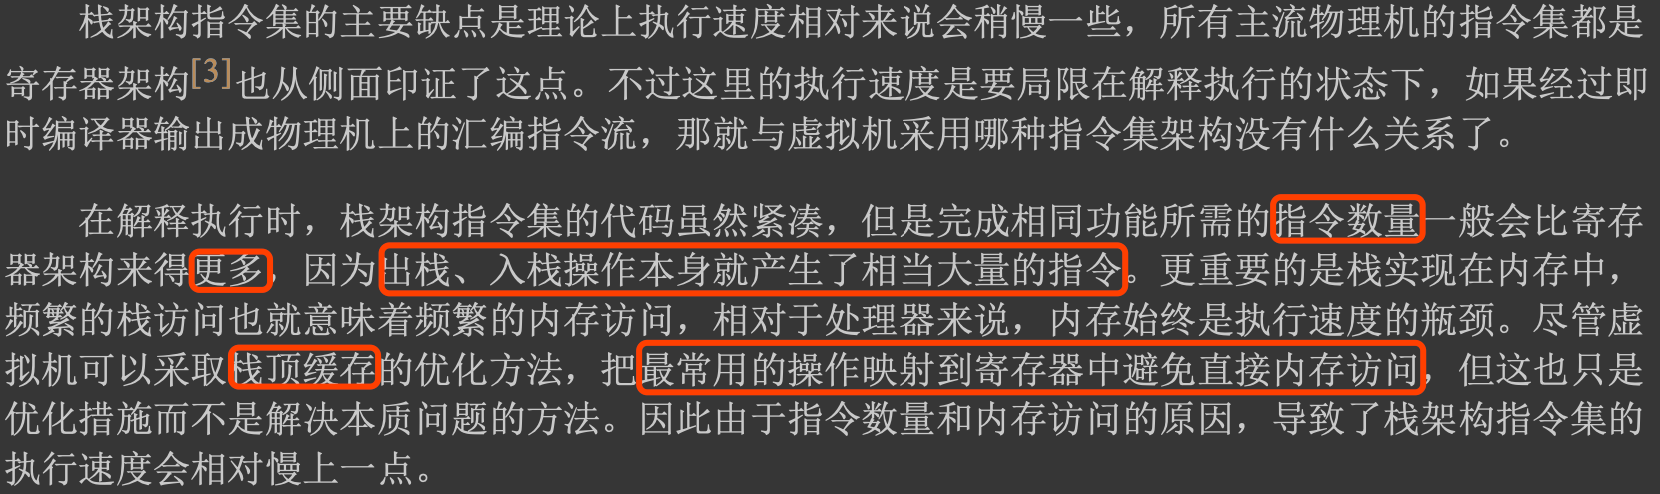 栈架构指令集的主要缺点是理论上执行速度相对来说会稍慢一些，所有主流物理机的指令集都是
寄存器架构[3]也从侧面印证了这点。不过这里的执行速度是要局限在解释执行的状态下，如果经过即
时编译器输出成物理机上的汇编指令流，那就与虚拟机采用哪种指令集架构没有什么关系了。
在解释执行时，栈架构指令集的代码虽然紧凑，但是完成相同功能所需的指令数量一般会比寄存
器架构来得更多，因为出栈、入栈操作本身就产生了相当大量的指令。更重要的是栈实现在内存中，
频繁的栈访问也就意味着频繁的内存访问，相对于处理器来说，内存始终是执行速度的瓶颈。尽管虚
拟机可以采取栈顶缓存的优化方法，把最常用的操作映射到寄存器中避免直接内存访问，但这也只是
优化措施而不是解决本质问题的方法。因此由于指令数量和内存访问的原因，导致了栈架构指令集的
执行速度会相对慢上一点。